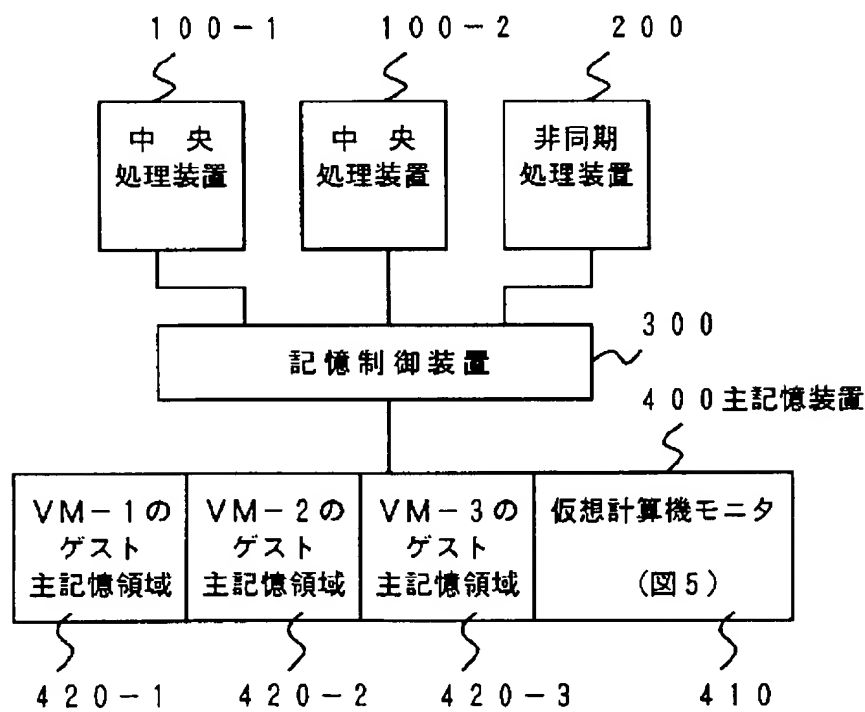 100-1 100-2 200
中央 中央 非同期
処理装置 処理装置 処理装置
記憶制御装置
300
400主記憶装置
VM-1の VM-2の VM-3の 仮想計算機モニタ
ゲスト ゲスト ゲスト
主記憶領域 主記憶領域 主記憶領域 (図5)
420-1 420-2 420-3 410